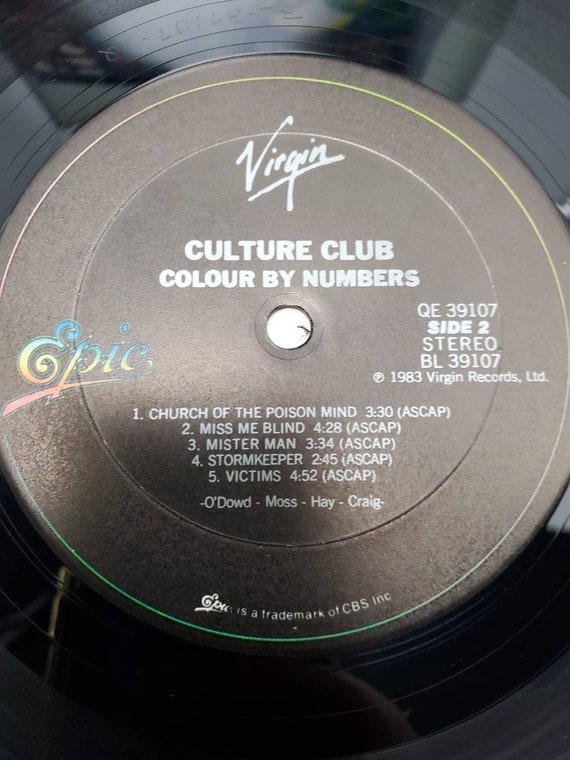 Virgin
CULTURE CLUB
COLOUR BY NUMBERS
QE 39107
SIDE 2
STEREO
BL 39107
℗ 1983 Virgin Records, Ltd.
Epic
1. CHURCH OF THE POISON MIND 3:30 (ASCAP)
2. MISS ME BLIND 4:28 (ASCAP)
3. MISTER MAN 3:34 (ASCAP)
4. STORMKEEPER 2:45 (ASCAP)
5. VICTIMS 4:52 (ASCAP)
-O'Dowd - Moss - Hay - Craig-
Epic is a trademark of CBS Inc